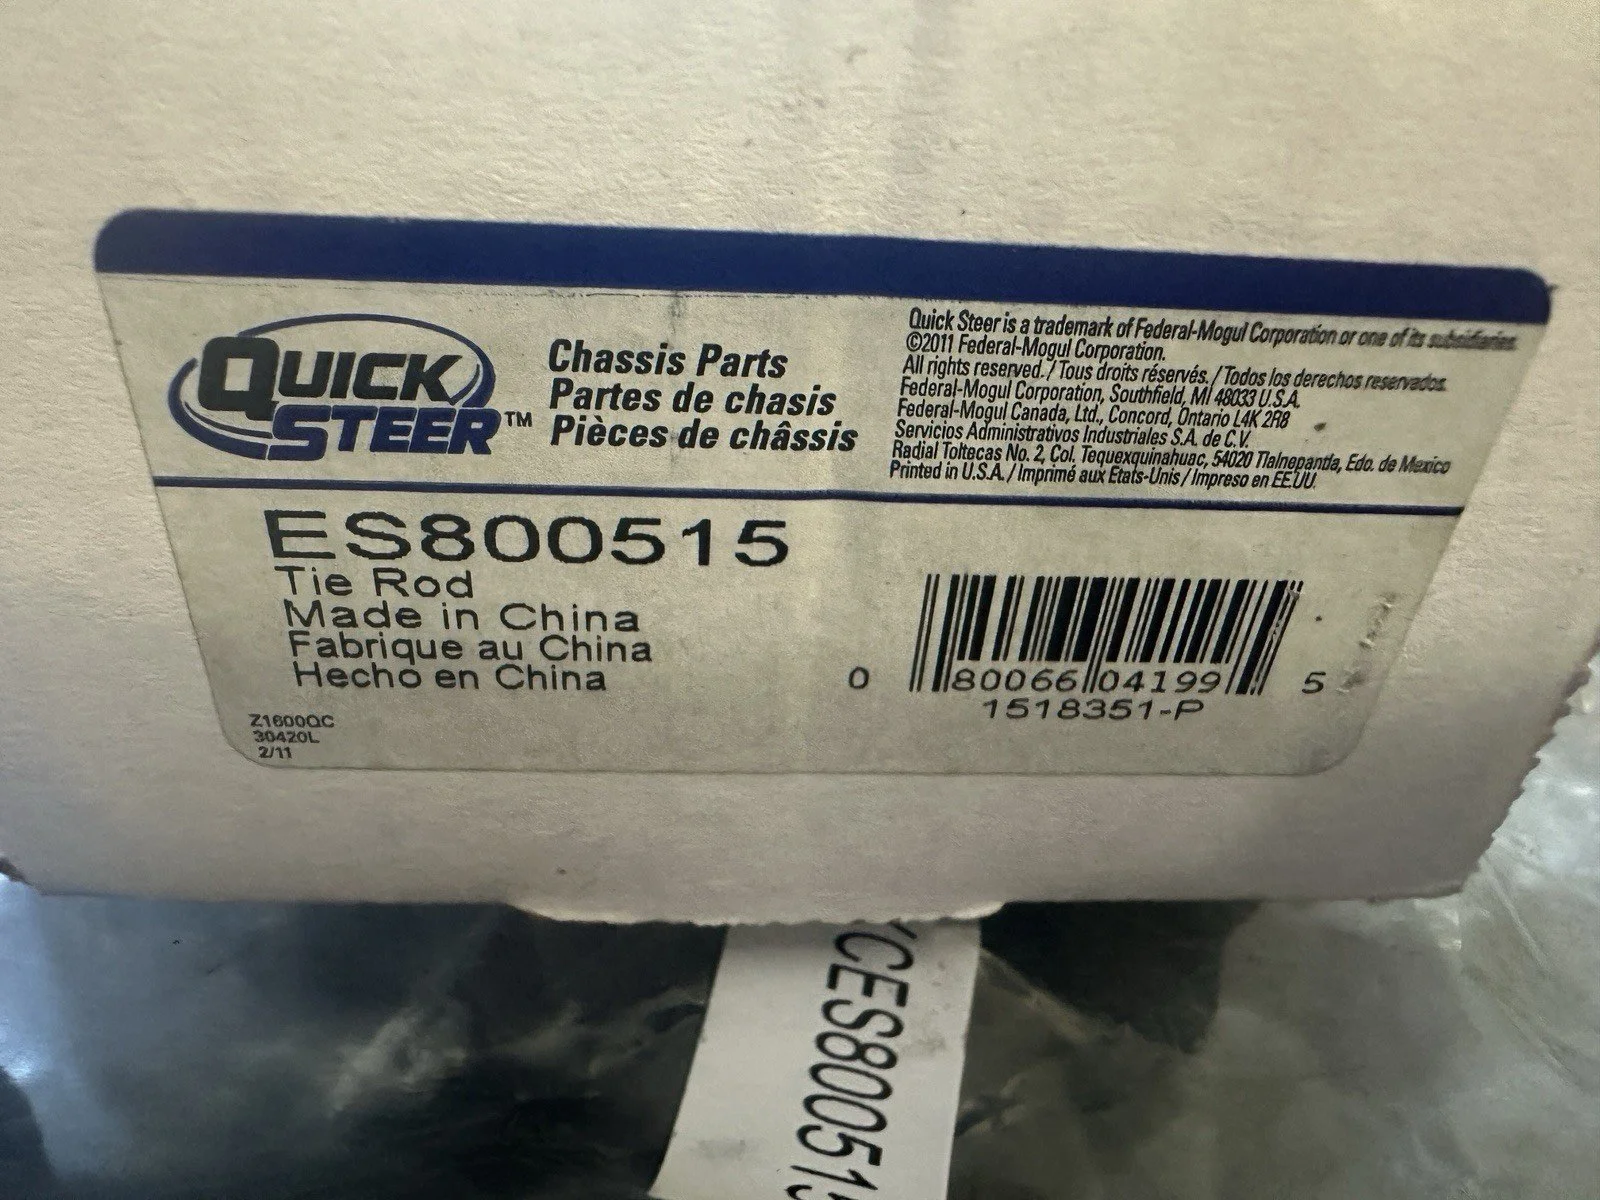 QUICK
STEER™
Chassis Parts
Partes de chasis
Pièces de châssis
Quick Steer is a trademark of Federal-Mogul Corporation or one of its subsidiaries.
©2011 Federal-Mogul Corporation.
All rights reserved. / Tous droits réservés. / Todos los derechos reservados.
Federal-Mogul Corporation, Southfield, MI 48033 U.S.A.
Federal-Mogul Canada, Ltd., Concord, Ontario L4K 2R8
Servicios Administrativos Industriales S.A. de C.V.
Radial Toltecas No. 2, Col. Tequexquinahuac, 54020 Tlalnepantla, Edo. de Mexico
Printed in U.S.A. / Imprimé aux Etats-Unis / Impreso en EE.UU.
ES800515
Tie Rod
Made in China
Fabrique au China
Hecho en China
0 80066 04199 5
1518351-P
Z1600QC
30420L
2/11
CES80051